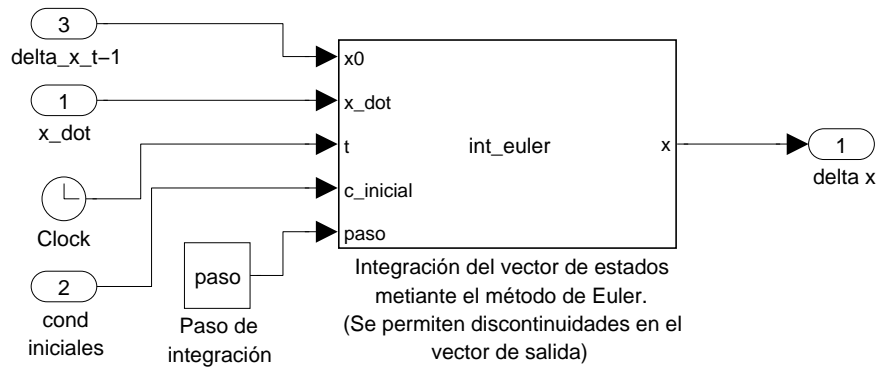 3
delta_x_t−1
1
x_dot
Clock
2
cond
iniciales
paso
Paso de
integración
x0
x_dot
t
c_inicial
paso
int_euler
x
Integración del vector de estados
metiante el método de Euler.
(Se permiten discontinuidades en el
vector de salida)
1
delta x